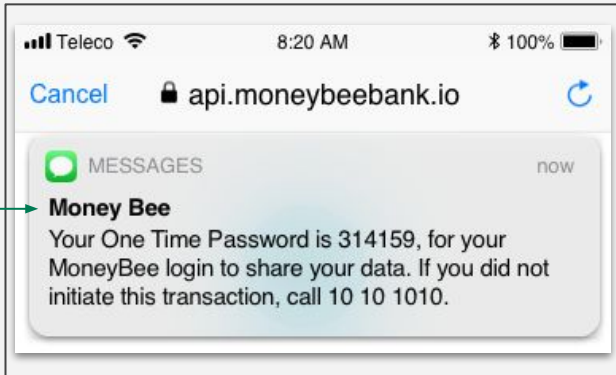 Teleco 8:20 AM 100%
Cancel api.moneybeebank.io
MESSAGES now
Money Bee
Your One Time Password is 314159, for your
MoneyBee login to share your data. If you did not
initiate this transaction, call 10 10 1010.